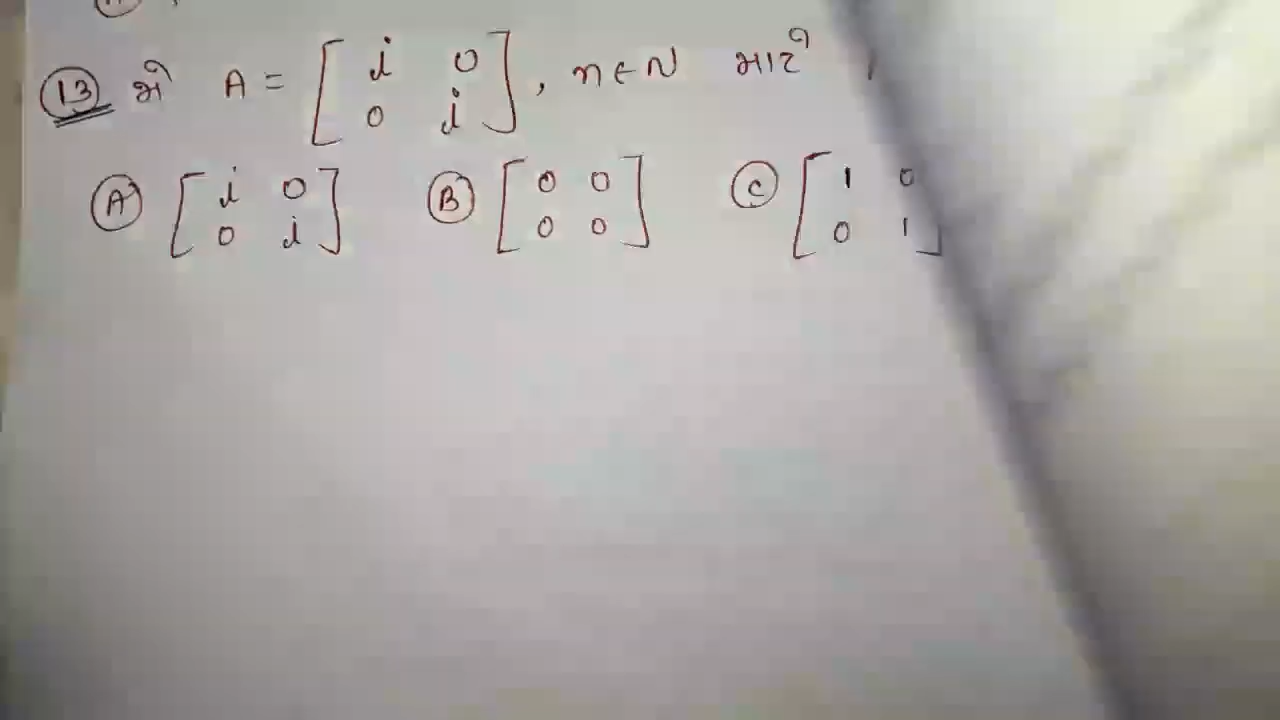 (13) જો A = [ i 0 0 i ], n ∈ N માટે
(A) [ i 0 0 i ] (B) [ 0 0 0 0 ] (C) [ 1 0 0 1 ]